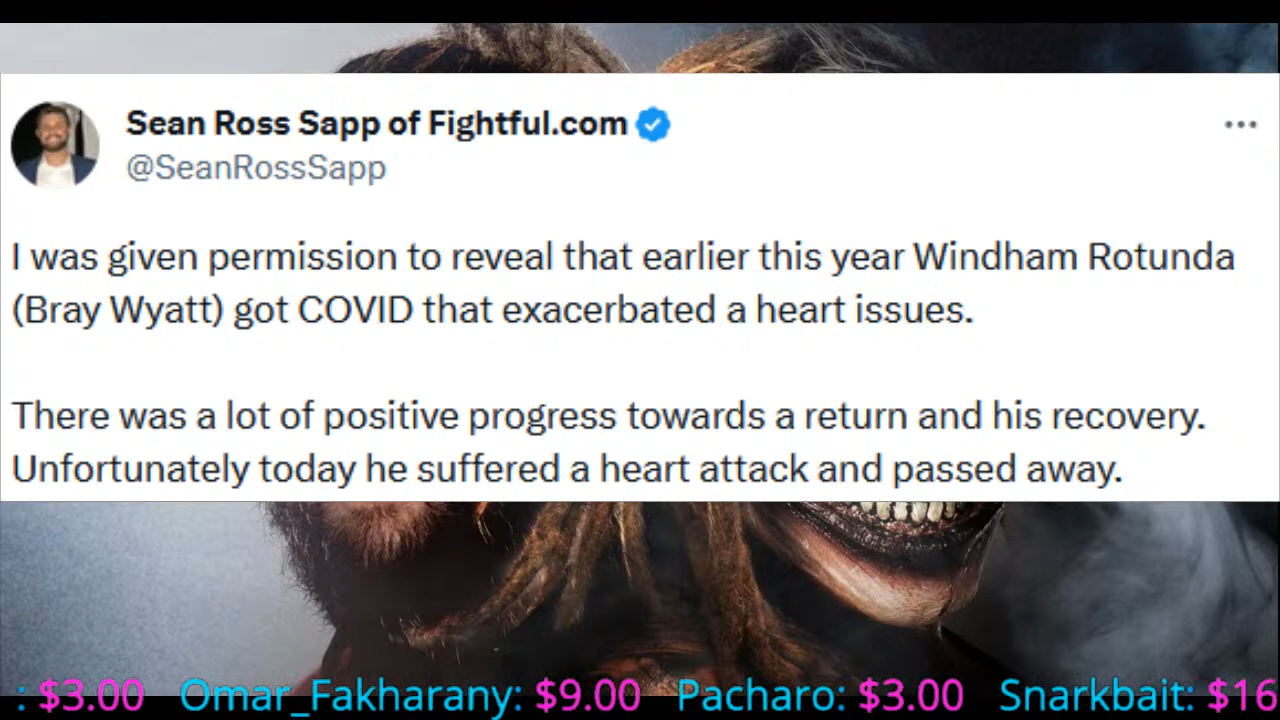 Sean Ross Sapp of Fightful.com
@SeanRossSapp
I was given permission to reveal that earlier this year Windham Rotunda
(Bray Wyatt) got COVID that exacerbated a heart issues.
There was a lot of positive progress towards a return and his recovery.
Unfortunately today he suffered a heart attack and passed away.
: $3.00 Omar_Fakharany: $9.00 Pacharo: $3.00 Snarkbait: $16